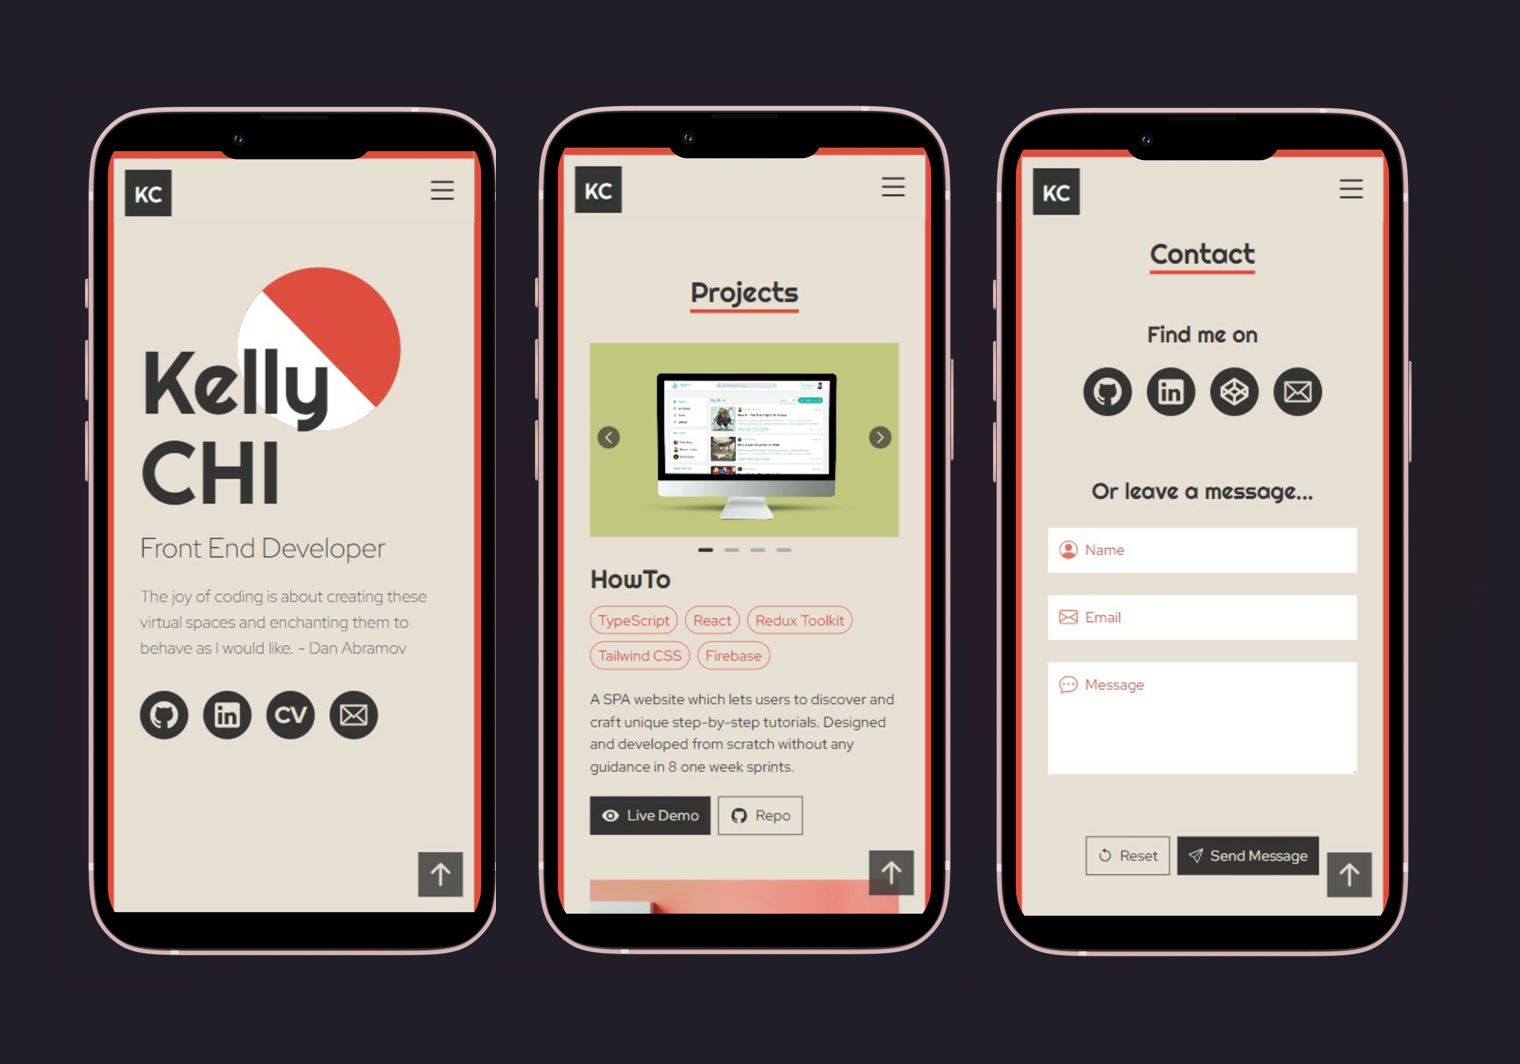 KC
Kelly
CHI
Front End Developer
The joy of coding is about creating these
virtual spaces and enchanting them to
behave as I would like. - Dan Abramov
in
CV
KC
Projects
HowTo
TypeScript
React
Redux Toolkit
Tailwind CSS
Firebase
A SPA website which lets users to discover and
craft unique step-by-step tutorials. Designed
and developed from scratch without any
guidance in 8 one week sprints.
Live Demo
Repo
KC
Contact
Find me on
in
Or leave a message...
Name
Email
Message
Reset
Send Message